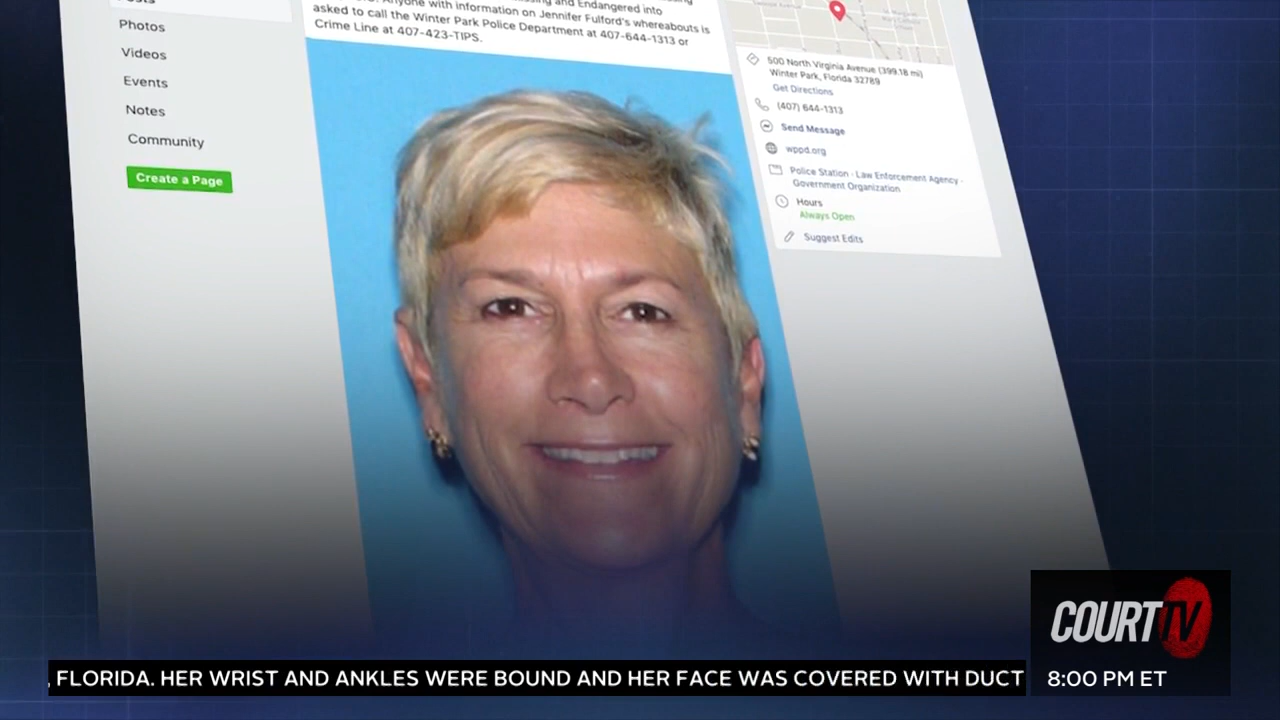 Posts
Photos
Videos
Events
Notes
Community
Create a Page
and Endangered into
Anyone with information on Jennifer Fulford's whereabouts is
asked to call the Winter Park Police Department at 407-644-1313 or
Crime Line at 407-423-TIPS.
500 North Virginia Avenue (399.18 mi)
Winter Park, Florida 32789
Get Directions
(407) 644-1313
Send Message
wppd.org
Police Station · Law Enforcement Agency ·
Government Organization
Hours
Always Open
Suggest Edits
COURT TV
, FLORIDA. HER WRIST AND ANKLES WERE BOUND AND HER FACE WAS COVERED WITH DUCT
8:00 PM ET